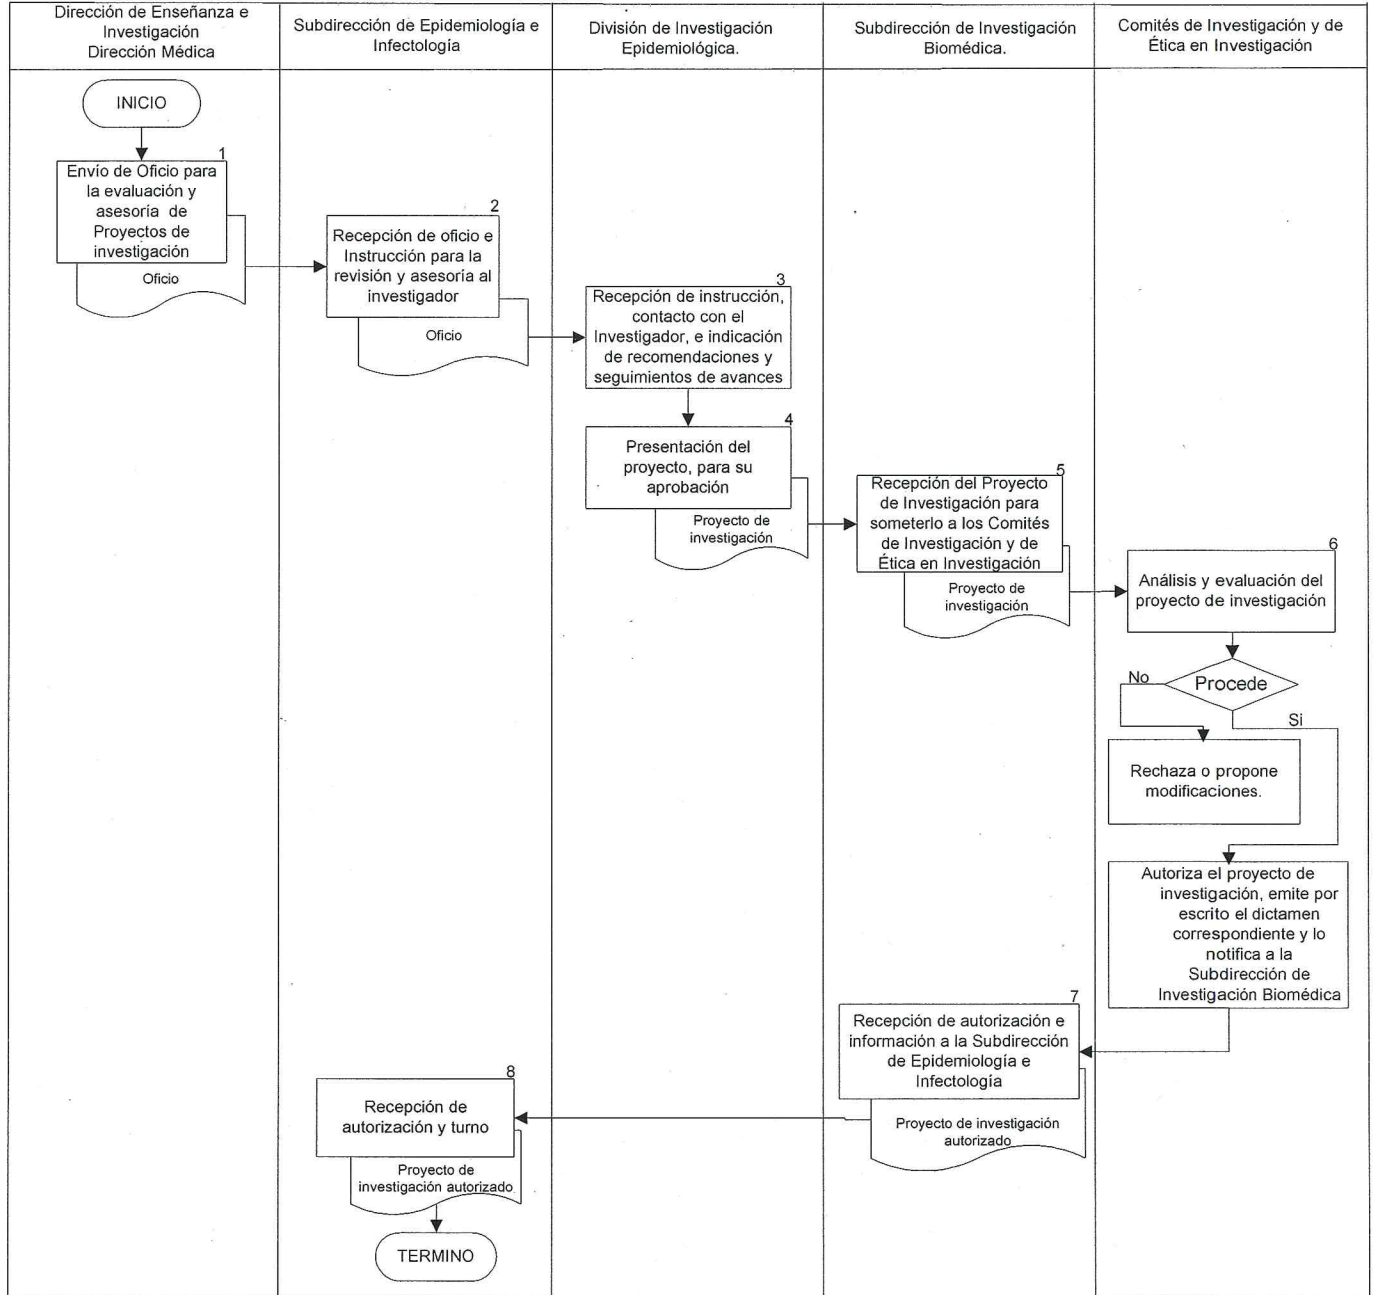 Dirección de Enseñanza e
Investigación
Dirección Médica
Subdirección de Epidemiología e
Infectología
División de Investigación
Epidemiológica.
Subdirección de Investigación
Biomédica.
Comités de Investigación y de
Ética en Investigación
INICIO
1
Envío de Oficio para
la evaluación y
asesoría de
Proyectos de
investigación
Oficio
2
Recepción de oficio e
Instrucción para la
revisión y asesoría al
investigador
Oficio
3
Recepción de instrucción,
contacto con el
Investigador, e indicación
de recomendaciones y
seguimientos de avances
4
Presentación del
proyecto, para su
aprobación
Proyecto de
investigación
5
Recepción del Proyecto
de Investigación para
someterlo a los Comités
de Investigación y de
Ética en Investigación
Proyecto de
investigación
6
Análisis y evaluación del
proyecto de investigación
Procede
No
Si
Rechaza o propone
modificaciones.
Autoriza el proyecto de
investigación, emite por
escrito el dictamen
correspondiente y lo
notifica a la
Subdirección de
Investigación Biomédica
7
Recepción de autorización e
información a la Subdirección
de Epidemiología e
Infectología
Proyecto de investigación
autorizado
8
Recepción de
autorización y turno
Proyecto de
investigación autorizado
TERMINO